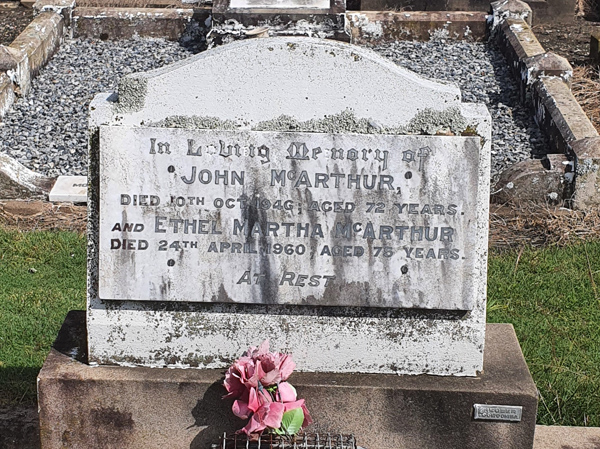 In Loving Memory of
JOHN McARTHUR,
DIED 10TH OCT 1946, AGED 72 YEARS.
AND ETHEL MARTHA McARTHUR
DIED 24TH APRIL 1960, AGED 75 YEARS.
AT REST